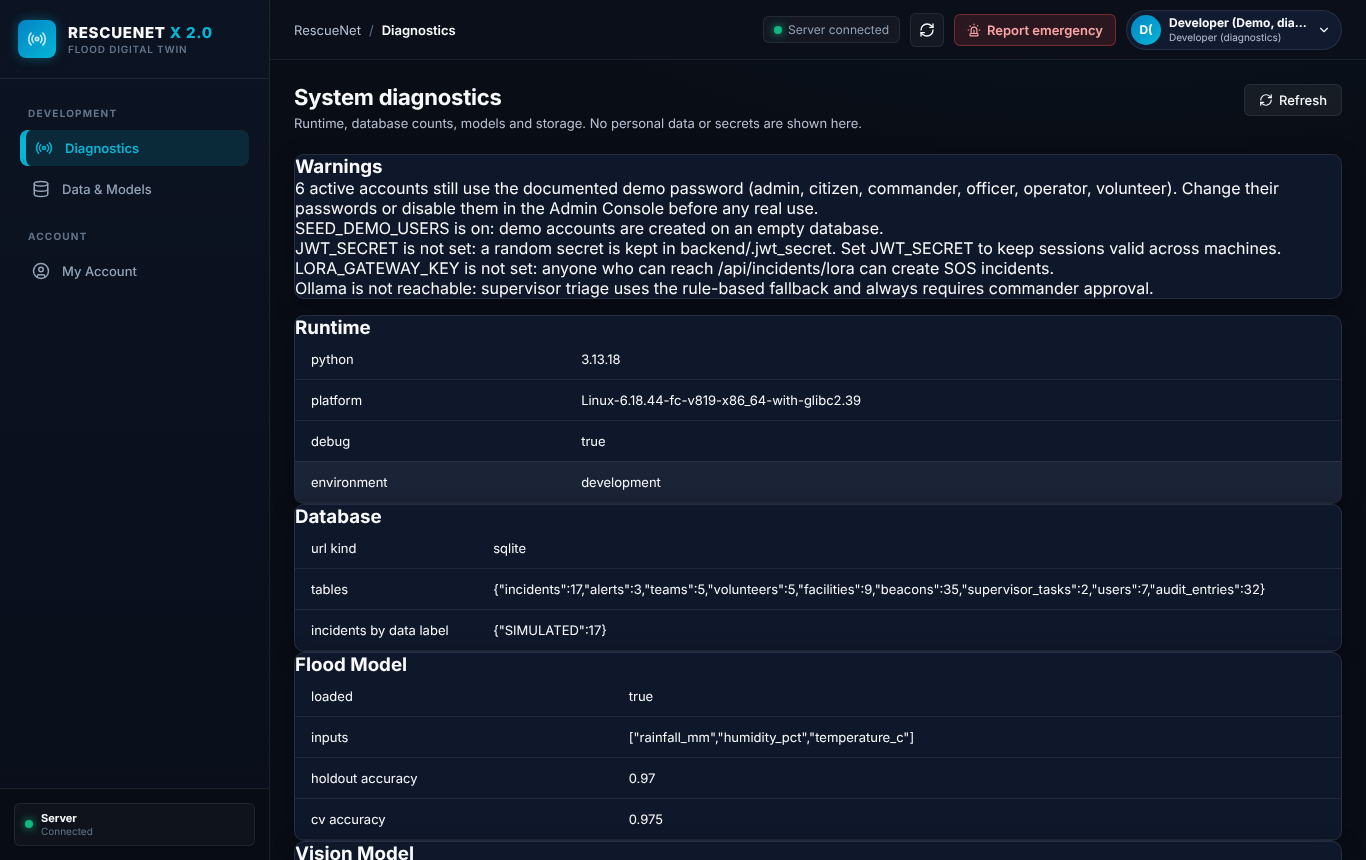 RESCUENET X 2.0
FLOOD DIGITAL TWIN
RescueNet / Diagnostics
Server connected
Report emergency
D(
Developer (Demo, dia...
Developer (diagnostics)
DEVELOPMENT
Diagnostics
Data & Models
ACCOUNT
My Account
Server
Connected
System diagnostics
Runtime, database counts, models and storage. No personal data or secrets are shown here.
Refresh
Warnings
6 active accounts still use the documented demo password (admin, citizen, commander, officer, operator, volunteer). Change their
passwords or disable them in the Admin Console before any real use.
SEED_DEMO_USERS is on: demo accounts are created on an empty database.
JWT_SECRET is not set: a random secret is kept in backend/.jwt_secret. Set JWT_SECRET to keep sessions valid across machines.
LORA_GATEWAY_KEY is not set: anyone who can reach /api/incidents/lora can create SOS incidents.
Ollama is not reachable: supervisor triage uses the rule-based fallback and always requires commander approval.
Runtime
python 3.13.18
platform Linux-6.18.44-fc-v819-x86_64-with-glibc2.39
debug true
environment development
Database
url kind sqlite
tables {"incidents":17,"alerts":3,"teams":5,"volunteers":5,"facilities":9,"beacons":35,"supervisor_tasks":2,"users":7,"audit_entries":32}
incidents by data label {"SIMULATED":17}
Flood Model
loaded true
inputs ["rainfall_mm","humidity_pct","temperature_c"]
holdout accuracy 0.97
cv accuracy 0.975
Vision Model